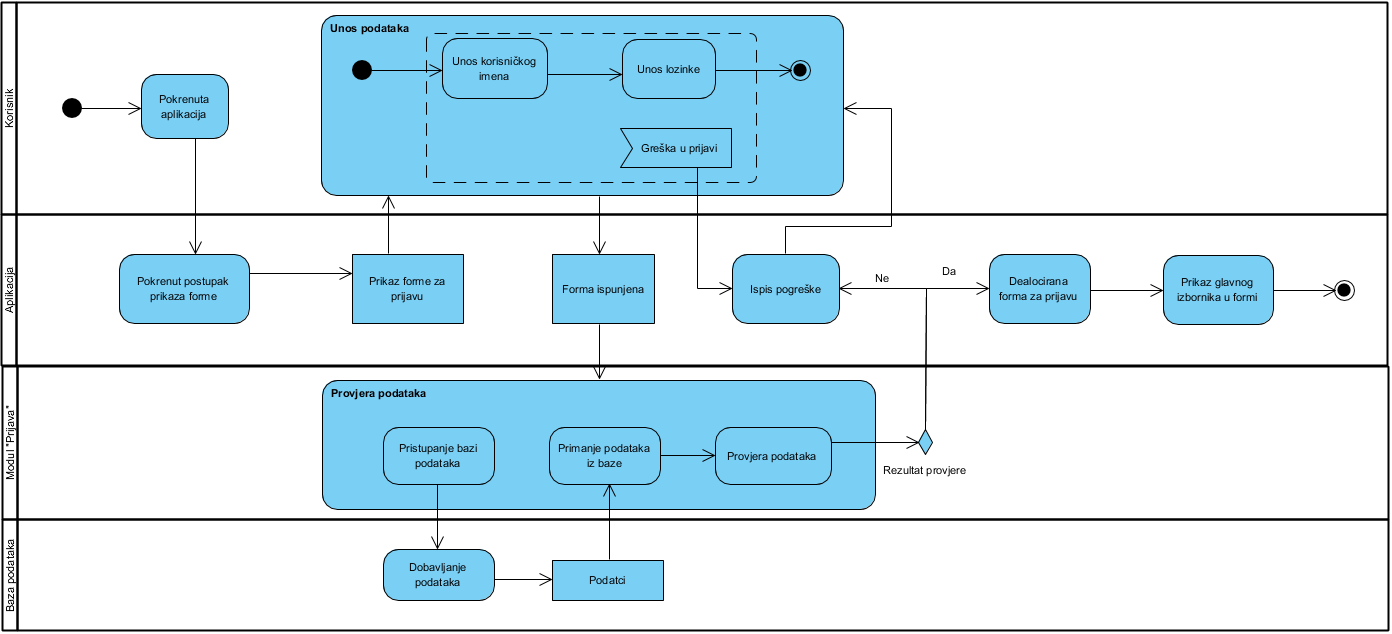 Korisnik
Pokrenuta
aplikacija
Unos podataka
Unos korisničkog
imena
Unos lozinke
Greška u prijavi
Aplikacija
Pokrenut postupak
prikaza forme
Prikaz forme za
prijavu
Forma ispunjena
Ispis pogreške
Ne
Da
Dealocirana
forma za prijavu
Prikaz glavnog
izbornika u formi
Modul "Prijava"
Provjera podataka
Pristupanje bazi
podataka
Primanje podataka
iz baze
Provjera podataka
Rezultat provjere
Baza podataka
Dobavljanje
podataka
Podatci